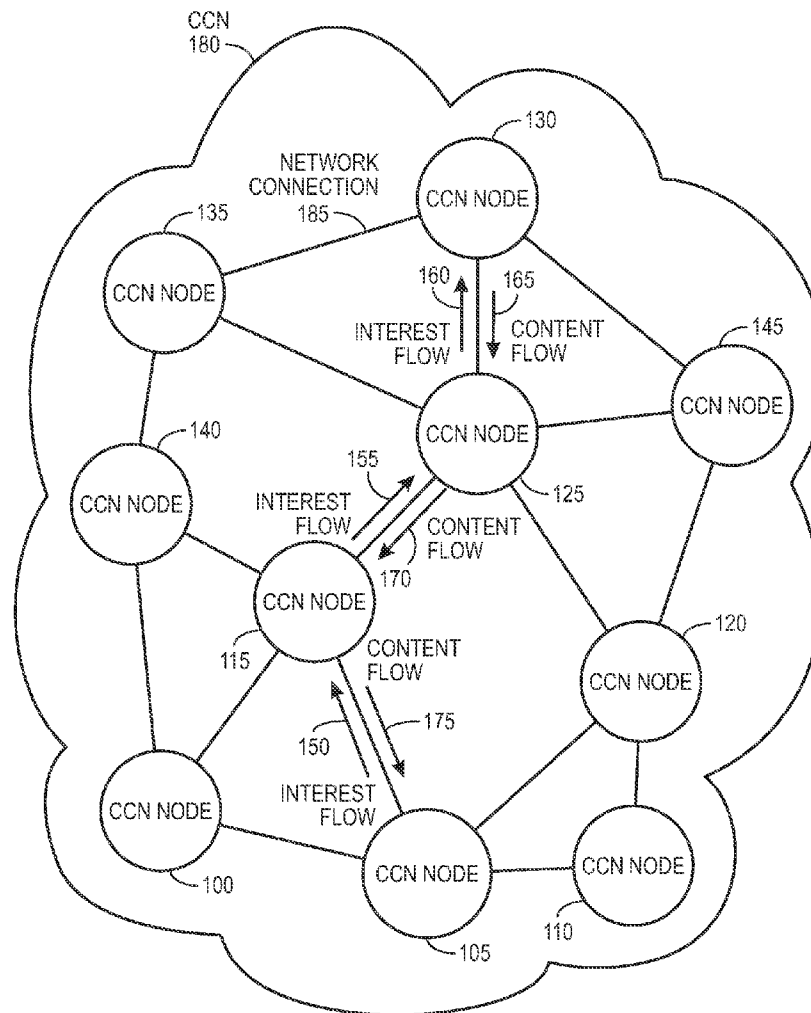 CCN
180
130
NETWORK
CONNECTION
185
CCN NODE
135
CCN NODE
160
165
INTEREST
FLOW
CONTENT
FLOW
145
CCN NODE
140
CCN NODE
125
155
INTEREST
FLOW
CONTENT
FLOW
170
CCN NODE
CCN NODE
115
CONTENT
FLOW
120
CCN NODE
150
175
INTEREST
FLOW
CCN NODE
100
CCN NODE
105
CCN NODE
110